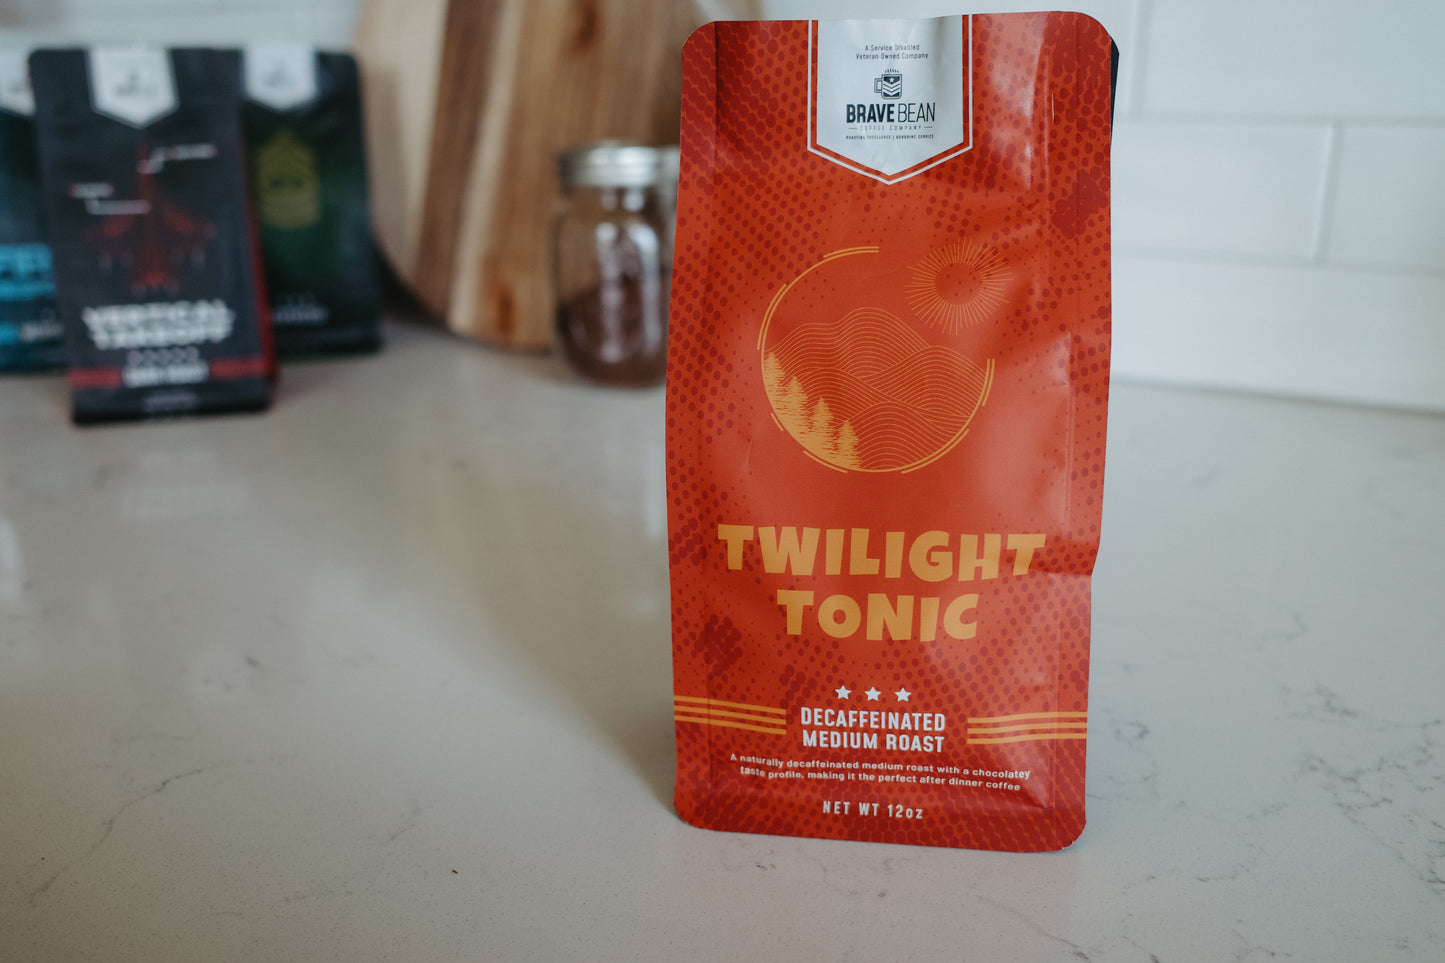 A Service Disabled
Veteran Owned Company
BRAVE BEAN
COFFEE COMPANY
ROASTING EXCELLENCE | HONORING SERVICE
TWILIGHT
TONIC
DECAFFEINATED
MEDIUM ROAST
A naturally decaffeinated medium roast with a chocolatey
taste profile, making it the perfect after dinner coffee
NET WT 12oz
VERTICAL
TAKEOFF
DARK ROAST